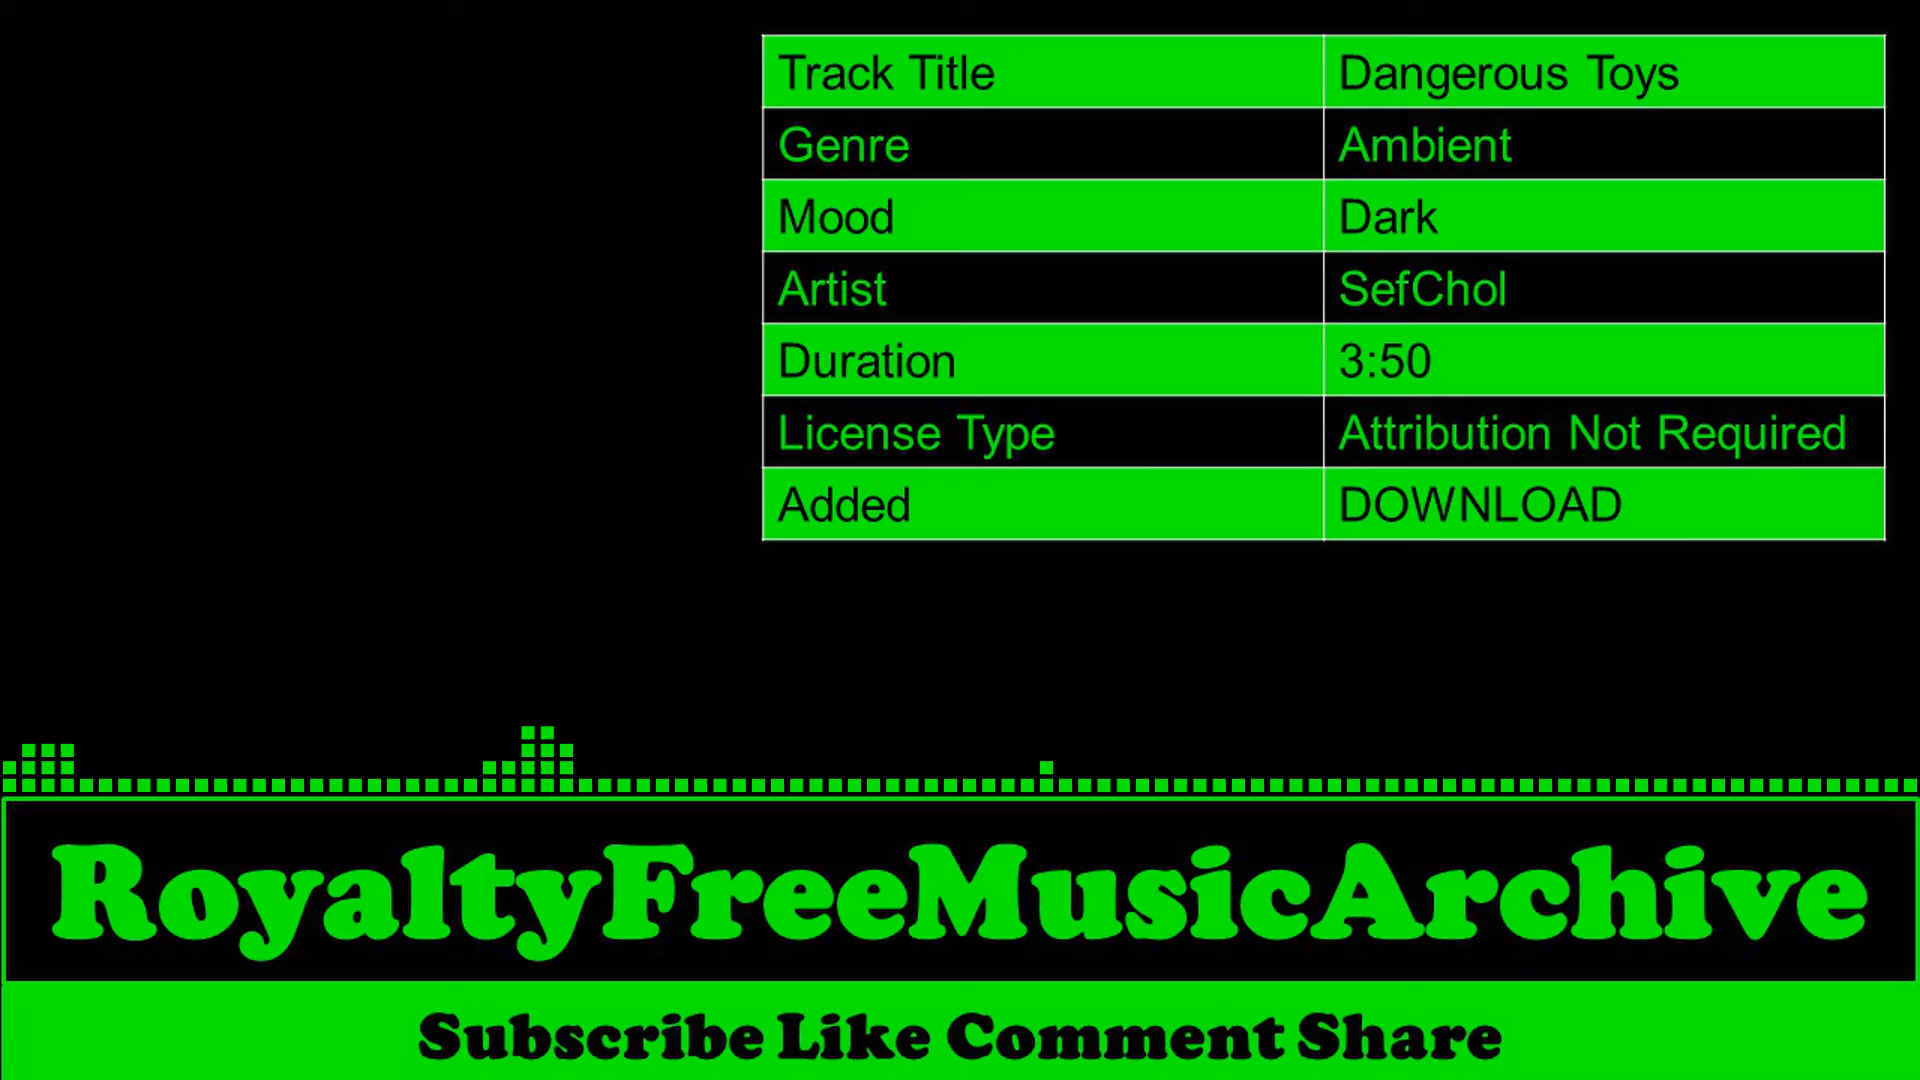 Track Title Dangerous Toys
Genre Ambient
Mood Dark
Artist SefChol
Duration 3:50
License Type Attribution Not Required
Added DOWNLOAD
RoyaltyFreeMusicArchive
Subscribe Like Comment Share